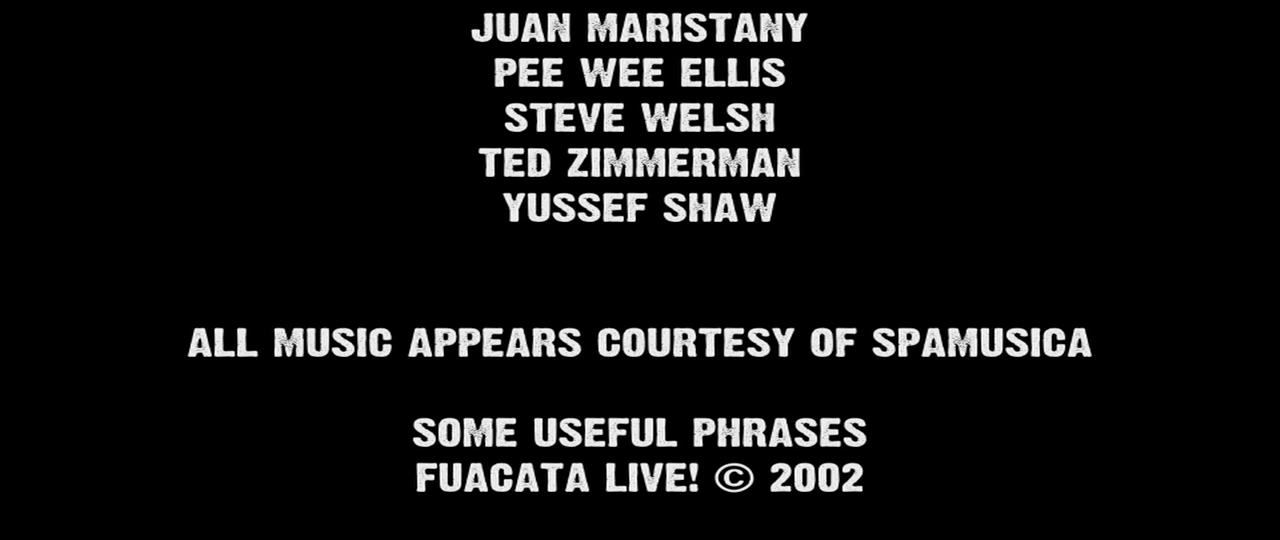 JUAN MARISTANY
PEE WEE ELLIS
STEVE WELSH
TED ZIMMERMAN
YUSSEF SHAW
ALL MUSIC APPEARS COURTESY OF SPAMUSICA
SOME USEFUL PHRASES
FUACATA LIVE! © 2002